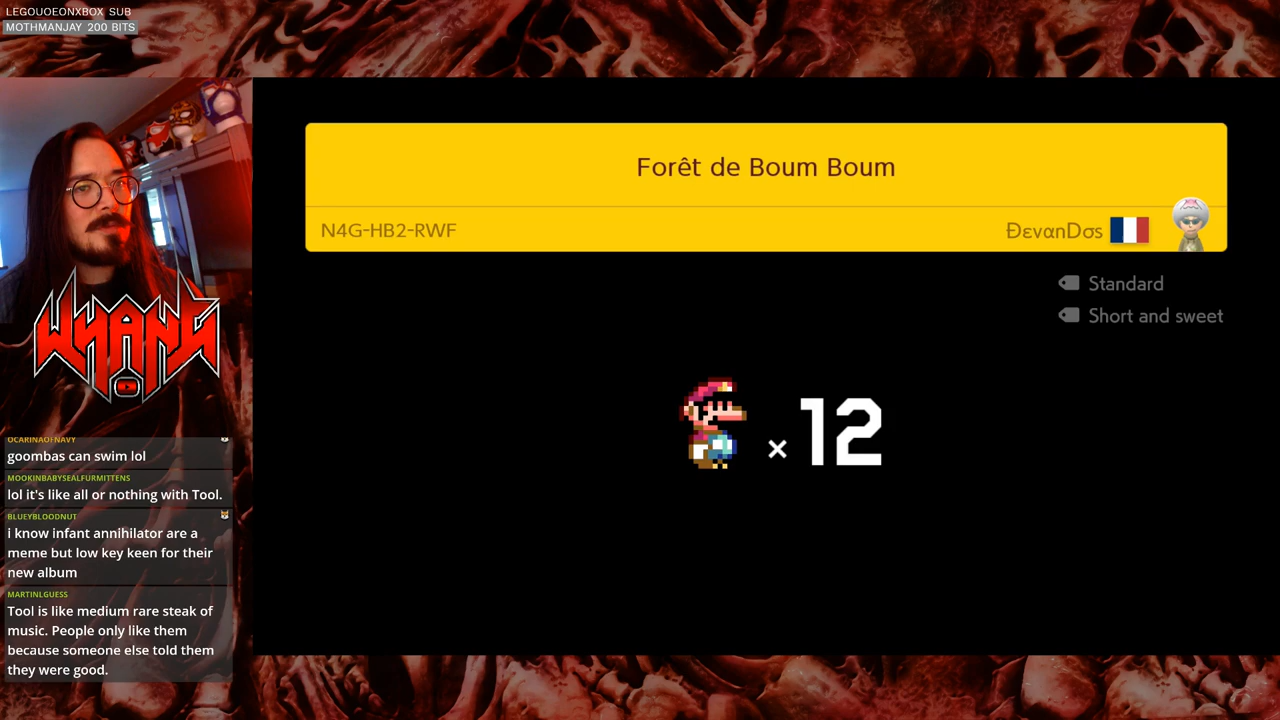 LEGOUOEONXBOX SUB
MOTHMANJAY 200 BITS
Forêt de Boum Boum
N4G-HB2-RWF
ĐεvαnDσs
Standard
Short and sweet
× 12
WYANG
OCARINAOFNAVY
goombas can swim lol
MOOKINBABYSEALFURMITTENS
lol it's like all or nothing with Tool.
BLUEYBLOODNUT
i know infant annihilator are a
meme but low key keen for their
new album
MARTINLGUESS
Tool is like medium rare steak of
music. People only like them
because someone else told them
they were good.